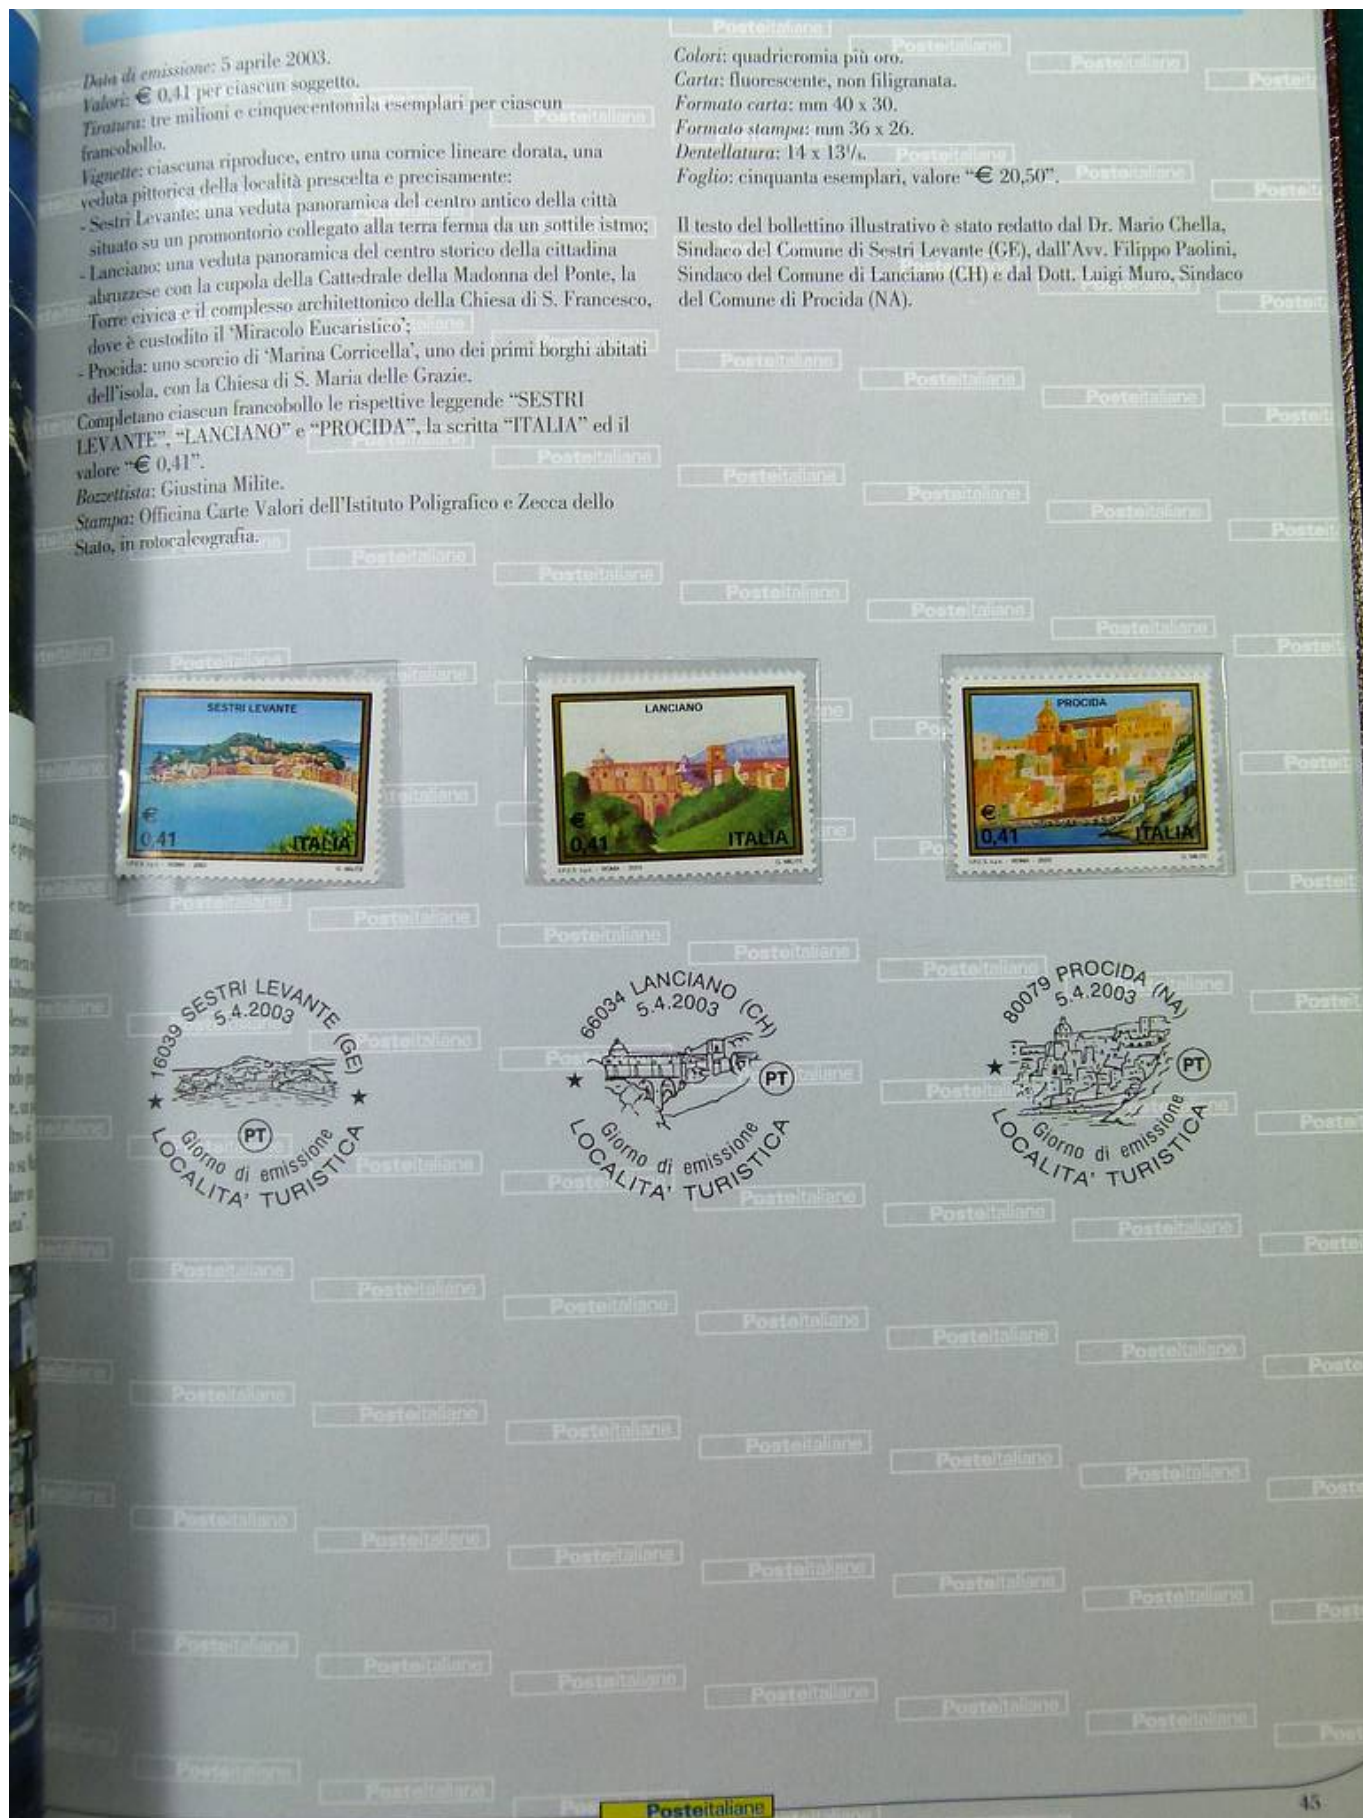 Data di emissione: 5 aprile 2003.
Valori: € 0,41 per ciascun soggetto.
Tiratura: tre milioni e cinquecentomila esemplari per ciascun
francobollo.
Vignette: ciascuna riproduce, entro una cornice lineare dorata, una
veduta pittorica della località prescelta e precisamente:
- Sestri Levante: una veduta panoramica del centro antico della città
situato su un promontorio collegato alla terra ferma da un sottile istmo;
- Lanciano: una veduta panoramica del centro storico della cittadina
abruzzese con la cupola della Cattedrale della Madonna del Ponte, la
Torre civica e il complesso architettonico della Chiesa di S. Francesco,
dove è custodito il ‘Miracolo Eucaristico’;
- Procida: uno scorcio di ‘Marina Corricella’, uno dei primi borghi abitati
dell’isola, con la Chiesa di S. Maria delle Grazie.
Completano ciascun francobollo le rispettive leggende “SESTRI
LEVANTE”, “LANCIANO” e “PROCIDA”, la scritta “ITALIA” ed il
valore “€ 0,41”.
Bozzettista: Giustina Milite.
Stampa: Officina Carte Valori dell’Istituto Poligrafico e Zecca dello
Stato, in rotocalcografia.
Colori: quadricromia più oro.
Carta: fluorescente, non filigranata.
Formato carta: mm 40 x 30.
Formato stampa: mm 36 x 26.
Dentellatura: 14 x 13¹/₄.
Foglio: cinquanta esemplari, valore “€ 20,50”.
Il testo del bollettino illustrativo è stato redatto dal Dr. Mario Chella,
Sindaco del Comune di Sestri Levante (GE), dall’Avv. Filippo Paolini,
Sindaco del Comune di Lanciano (CH) e dal Dott. Luigi Muro, Sindaco
del Comune di Procida (NA).
SESTRI LEVANTE
€
0,41
ITALIA
I.P.Z.S. S.p.A. - ROMA - 2003
G. MILITE
LANCIANO
€
0,41
ITALIA
I.P.Z.S. S.p.A. - ROMA - 2003
G. MILITE
PROCIDA
€
0,41
ITALIA
I.P.Z.S. S.p.A. - ROMA - 2003
G. MILITE
16039 SESTRI LEVANTE (GE)
5.4.2003
PT
Giorno di emissione
LOCALITA' TURISTICA
66034 LANCIANO (CH)
5.4.2003
PT
Giorno di emissione
LOCALITA' TURISTICA
80079 PROCIDA (NA)
5.4.2003
PT
Giorno di emissione
LOCALITA' TURISTICA
Posteitaliane
45